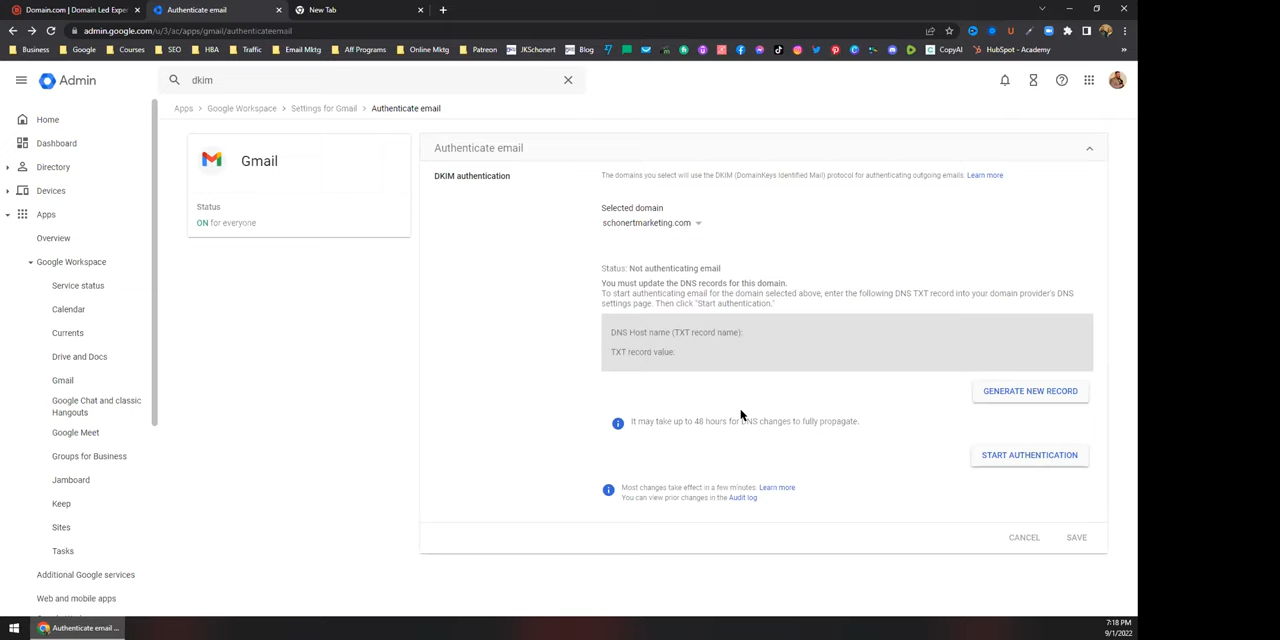 Domain.com | Domain Led Expe
Authenticate email
New Tab
admin.google.com/u/3/ac/apps/gmail/authenticateemail
Business
Google
Courses
SEO
HBA
Traffic
Email Mktg
Aff Programs
Online Mktg
Patreon
JKSchonert
Blog
CopyAI
HubSpot - Academy
»
Admin
dkim
Apps > Google Workspace > Settings for Gmail > Authenticate email
Home
Dashboard
Directory
Devices
Apps
Overview
Google Workspace
Service status
Calendar
Currents
Drive and Docs
Gmail
Google Chat and classic
Hangouts
Google Meet
Groups for Business
Jamboard
Keep
Sites
Tasks
Additional Google services
Web and mobile apps
Gmail
Status
ON for everyone
Authenticate email
DKIM authentication
The domains you select will use the DKIM (DomainKeys Identified Mail) protocol for authenticating outgoing emails. Learn more
Selected domain
schonertmarketing.com
Status: Not authenticating email
You must update the DNS records for this domain.
To start authenticating email for the domain selected above, enter the following DNS TXT record into your domain provider's DNS
settings page. Then click "Start authentication."
DNS Host name (TXT record name):
TXT record value:
GENERATE NEW RECORD
It may take up to 48 hours for DNS changes to fully propagate.
START AUTHENTICATION
Most changes take effect in a few minutes. Learn more
You can view prior changes in the Audit log
CANCEL
SAVE
Authenticate email ...
7:18 PM
9/1/2022